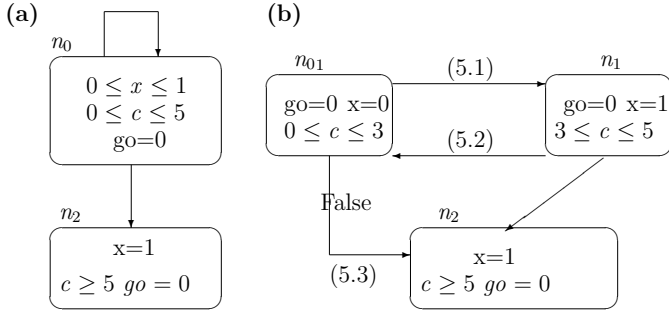 (a)
n₀
0 ≤ x ≤ 1
0 ≤ c ≤ 5
go=0
n₂
x=1
c ≥ 5 go = 0
(b)
n₀₁
go=0 x=0
0 ≤ c ≤ 3
(5.1)
(5.2)
n₁
go=0 x=1
3 ≤ c ≤ 5
False
(5.3)
n₂
x=1
c ≥ 5 go = 0